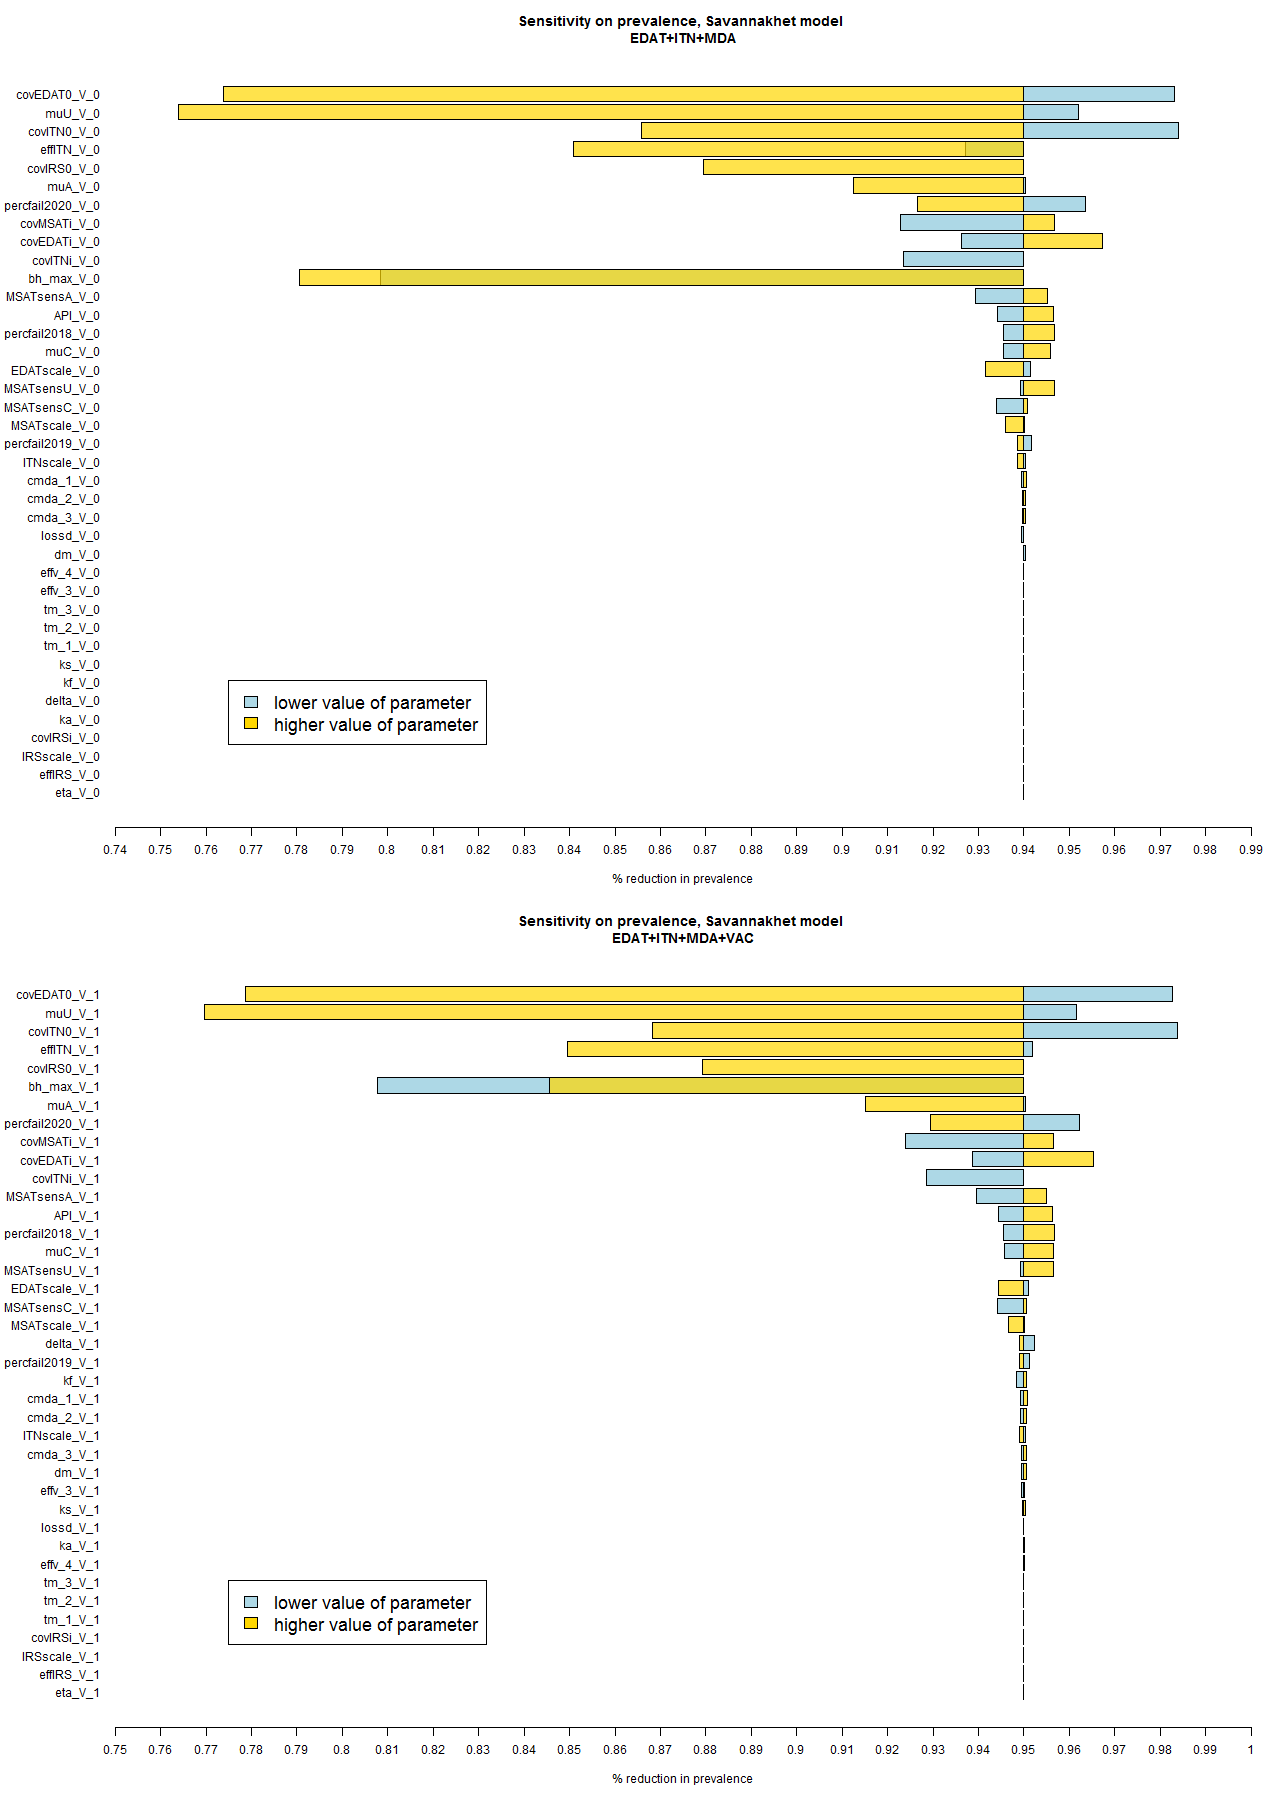 Sensitivity on prevalence, Savannakhet model
EDAT+ITN+MDA
covEDAT0_V_0
muU_V_0
covITN0_V_0
effITN_V_0
covIRS0_V_0
muA_V_0
percfail2020_V_0
covMSATi_V_0
covEDATi_V_0
covITNi_V_0
bh_max_V_0
MSATsensA_V_0
API_V_0
percfail2018_V_0
muC_V_0
EDATscale_V_0
MSATsensU_V_0
MSATsensC_V_0
MSATscale_V_0
percfail2019_V_0
ITNscale_V_0
cmda_1_V_0
cmda_2_V_0
cmda_3_V_0
lossd_V_0
dm_V_0
effv_4_V_0
effv_3_V_0
tm_3_V_0
tm_2_V_0
tm_1_V_0
ks_V_0
kf_V_0
delta_V_0
ka_V_0
covIRSi_V_0
IRSscale_V_0
effIRS_V_0
eta_V_0
lower value of parameter
higher value of parameter
0.74 0.75 0.76 0.77 0.78 0.79 0.8 0.81 0.82 0.83 0.84 0.85 0.86 0.87 0.88 0.89 0.9 0.91 0.92 0.93 0.94 0.95 0.96 0.97 0.98 0.99
% reduction in prevalence
Sensitivity on prevalence, Savannakhet model
EDAT+ITN+MDA+VAC
covEDAT0_V_1
muU_V_1
covITN0_V_1
effITN_V_1
covIRS0_V_1
bh_max_V_1
muA_V_1
percfail2020_V_1
covMSATi_V_1
covEDATi_V_1
covITNi_V_1
MSATsensA_V_1
API_V_1
percfail2018_V_1
muC_V_1
MSATsensU_V_1
EDATscale_V_1
MSATsensC_V_1
MSATscale_V_1
delta_V_1
percfail2019_V_1
kf_V_1
cmda_1_V_1
cmda_2_V_1
ITNscale_V_1
cmda_3_V_1
dm_V_1
effv_3_V_1
ks_V_1
lossd_V_1
ka_V_1
effv_4_V_1
tm_3_V_1
tm_2_V_1
tm_1_V_1
covIRSi_V_1
IRSscale_V_1
effIRS_V_1
eta_V_1
lower value of parameter
higher value of parameter
0.75 0.76 0.77 0.78 0.79 0.8 0.81 0.82 0.83 0.84 0.85 0.86 0.87 0.88 0.89 0.9 0.91 0.92 0.93 0.94 0.95 0.96 0.97 0.98 0.99 1
% reduction in prevalence